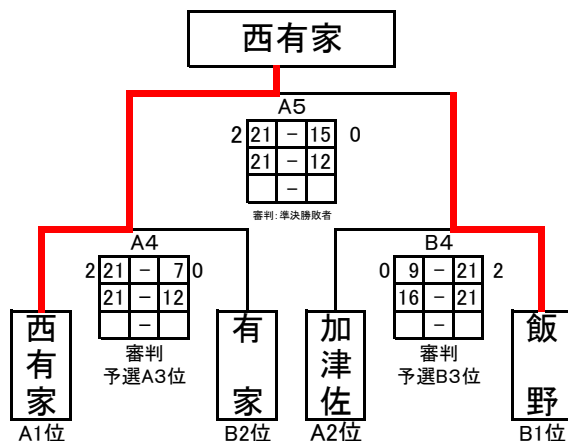 西有家
A5
2 21 - 15 0
21 - 12
-
審判:準決勝敗者
A4
2 21 - 7 0
21 - 12
-
審判
予選A3位
B4
0 9 - 21 2
16 - 21
-
審判
予選B3位
西有家
A1位
有家
B2位
加津佐
A2位
飯野
B1位